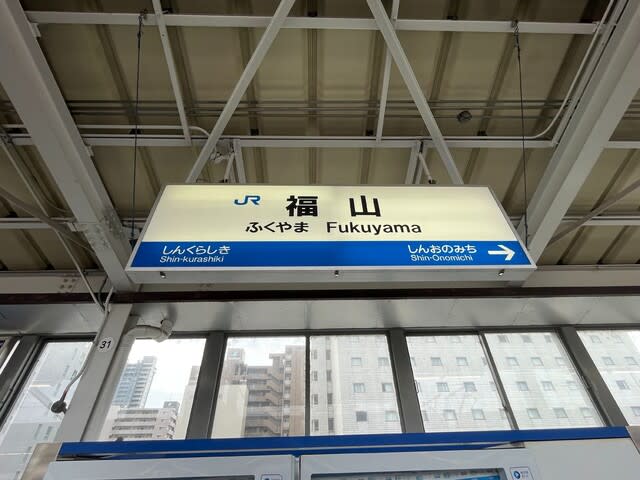 JR 福山
ふくやま Fukuyama
しんくらしき
Shin-kurashiki
しんおのみち
Shin-Onomichi
31